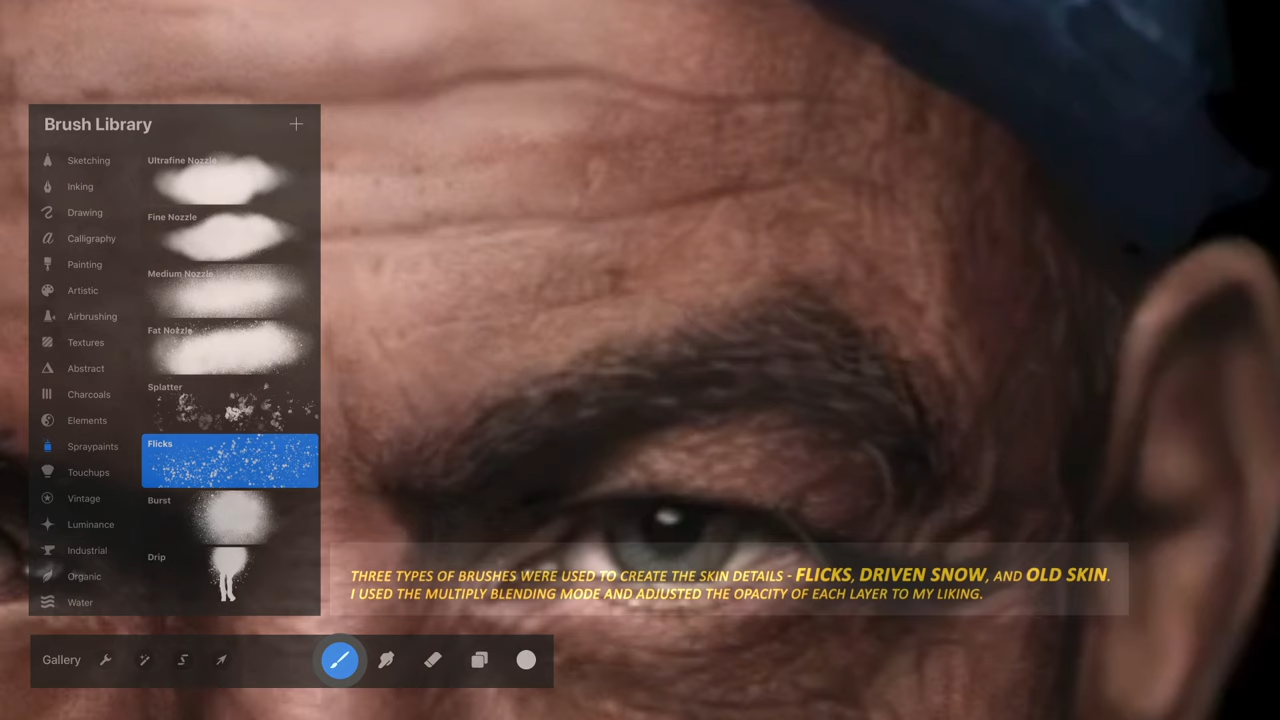 Brush Library
Sketching
Inking
Drawing
Calligraphy
Painting
Artistic
Airbrushing
Textures
Abstract
Charcoals
Elements
Spraypaints
Touchups
Vintage
Luminance
Industrial
Organic
Water
Ultrafine Nozzle
Fine Nozzle
Medium Nozzle
Fat Nozzle
Splatter
Flicks
Burst
Drip
THREE TYPES OF BRUSHES WERE USED TO CREATE THE SKIN DETAILS - FLICKS, DRIVEN SNOW, AND OLD SKIN.
I USED THE MULTIPLY BLENDING MODE AND ADJUSTED THE OPACITY OF EACH LAYER TO MY LIKING.
Gallery